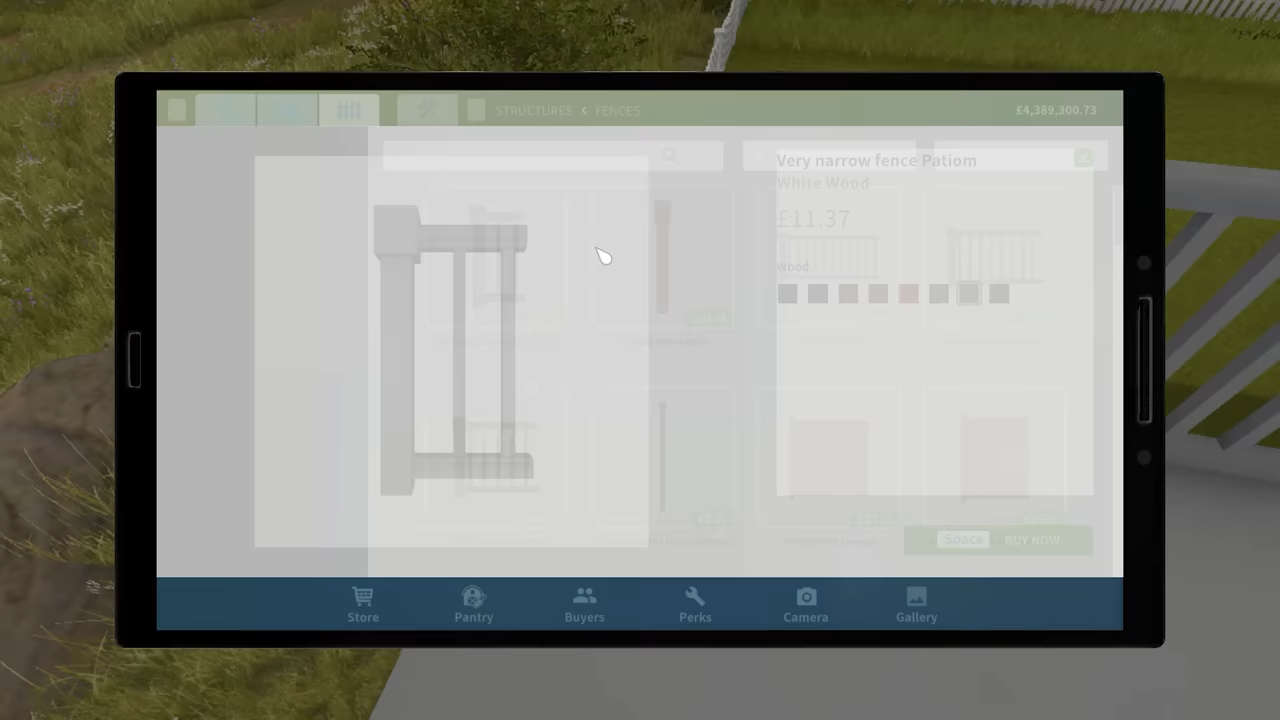 STRUCTURES < FENCES
£4,389,300.73
Very narrow fence Patiom
White Wood
£11.37
Wood
Space
BUY NOW
Store
Pantry
Buyers
Perks
Camera
Gallery